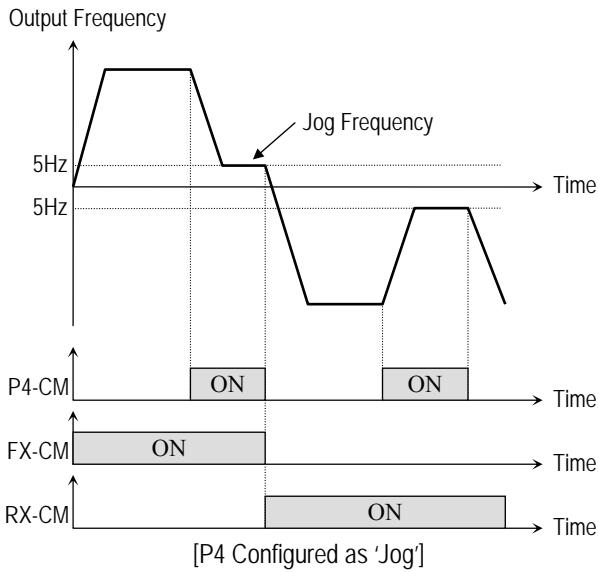 Output Frequency
Jog Frequency
5Hz
Time
5Hz
P4-CM
ON
ON
Time
FX-CM
ON
Time
RX-CM
ON
Time
[P4 Configured as 'Jog']